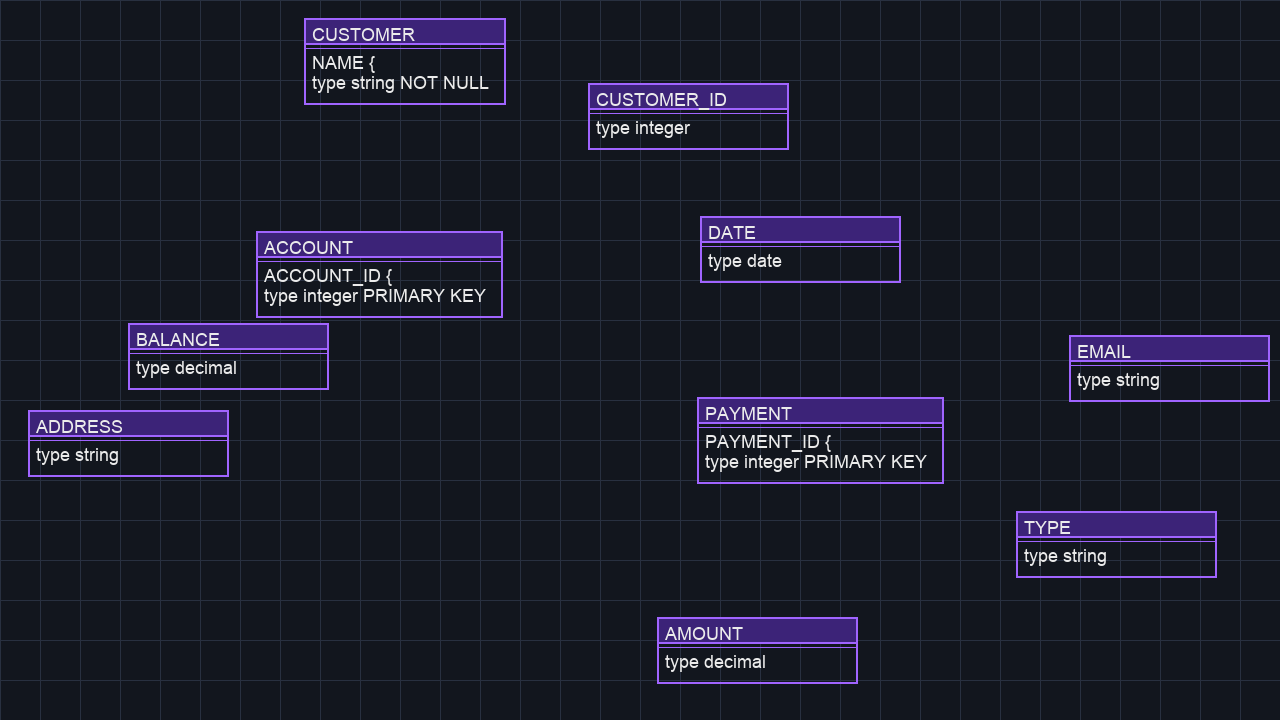 CUSTOMER
NAME {
type string NOT NULL
CUSTOMER_ID
type integer
DATE
type date
ACCOUNT
ACCOUNT_ID {
type integer PRIMARY KEY
BALANCE
type decimal
EMAIL
type string
ADDRESS
type string
PAYMENT
PAYMENT_ID {
type integer PRIMARY KEY
TYPE
type string
AMOUNT
type decimal